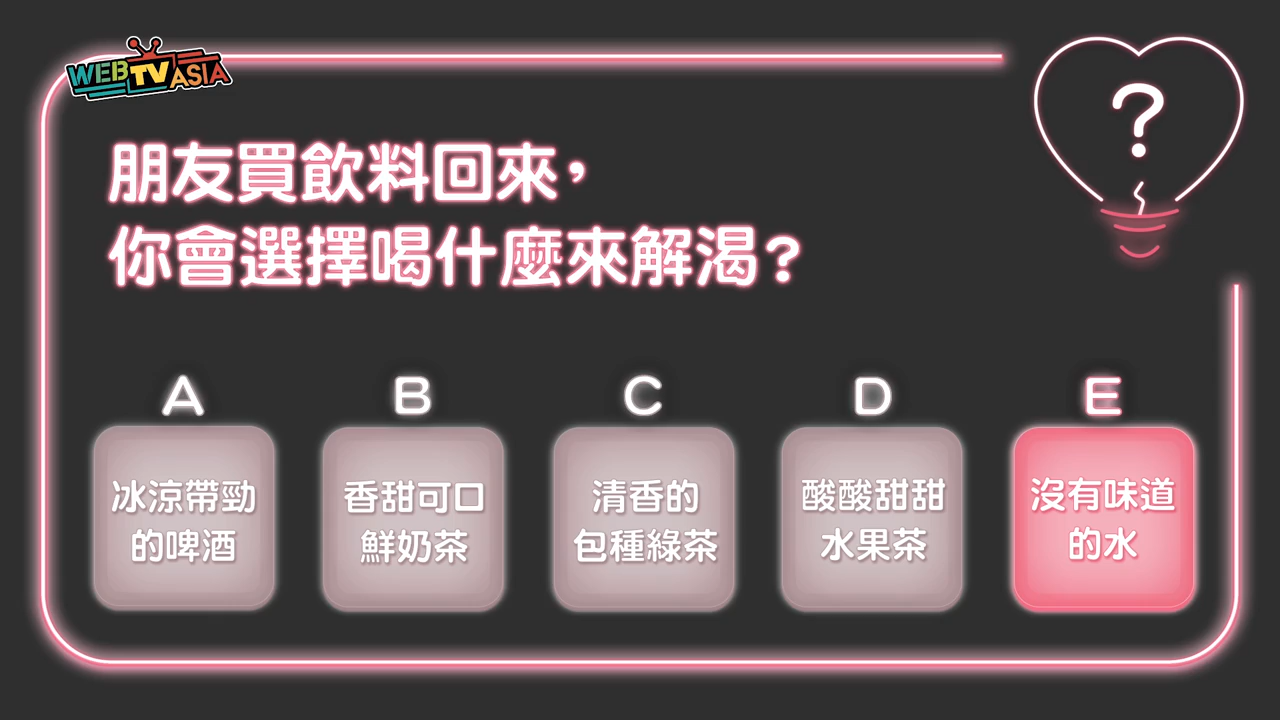 WEBTVASIA
?
朋友買飲料回來，
你會選擇喝什麼來解渴？
A
冰涼帶勁
的啤酒
B
香甜可口
鮮奶茶
C
清香的
包種綠茶
D
酸酸甜甜
水果茶
E
沒有味道
的水